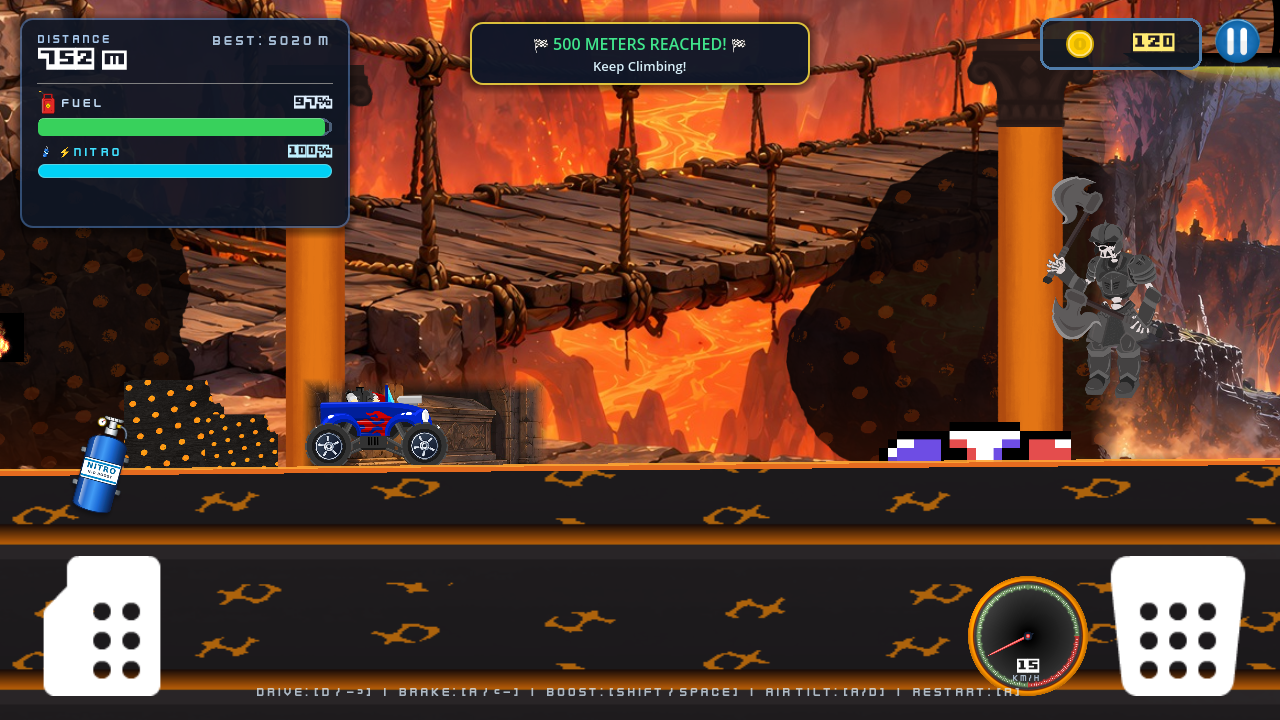 DISTANCE
BEST: 5020 M
752 m
FUEL
97%
NITRO
100%
🏁 500 METERS REACHED! 🏁
Keep Climbing!
120
NITRO
15
KM/H
DRIVE: [D / ->] | BRAKE: [A / <-] | BOOST: [SHIFT / SPACE] | AIR TILT: [A/D] | RESTART: [R]